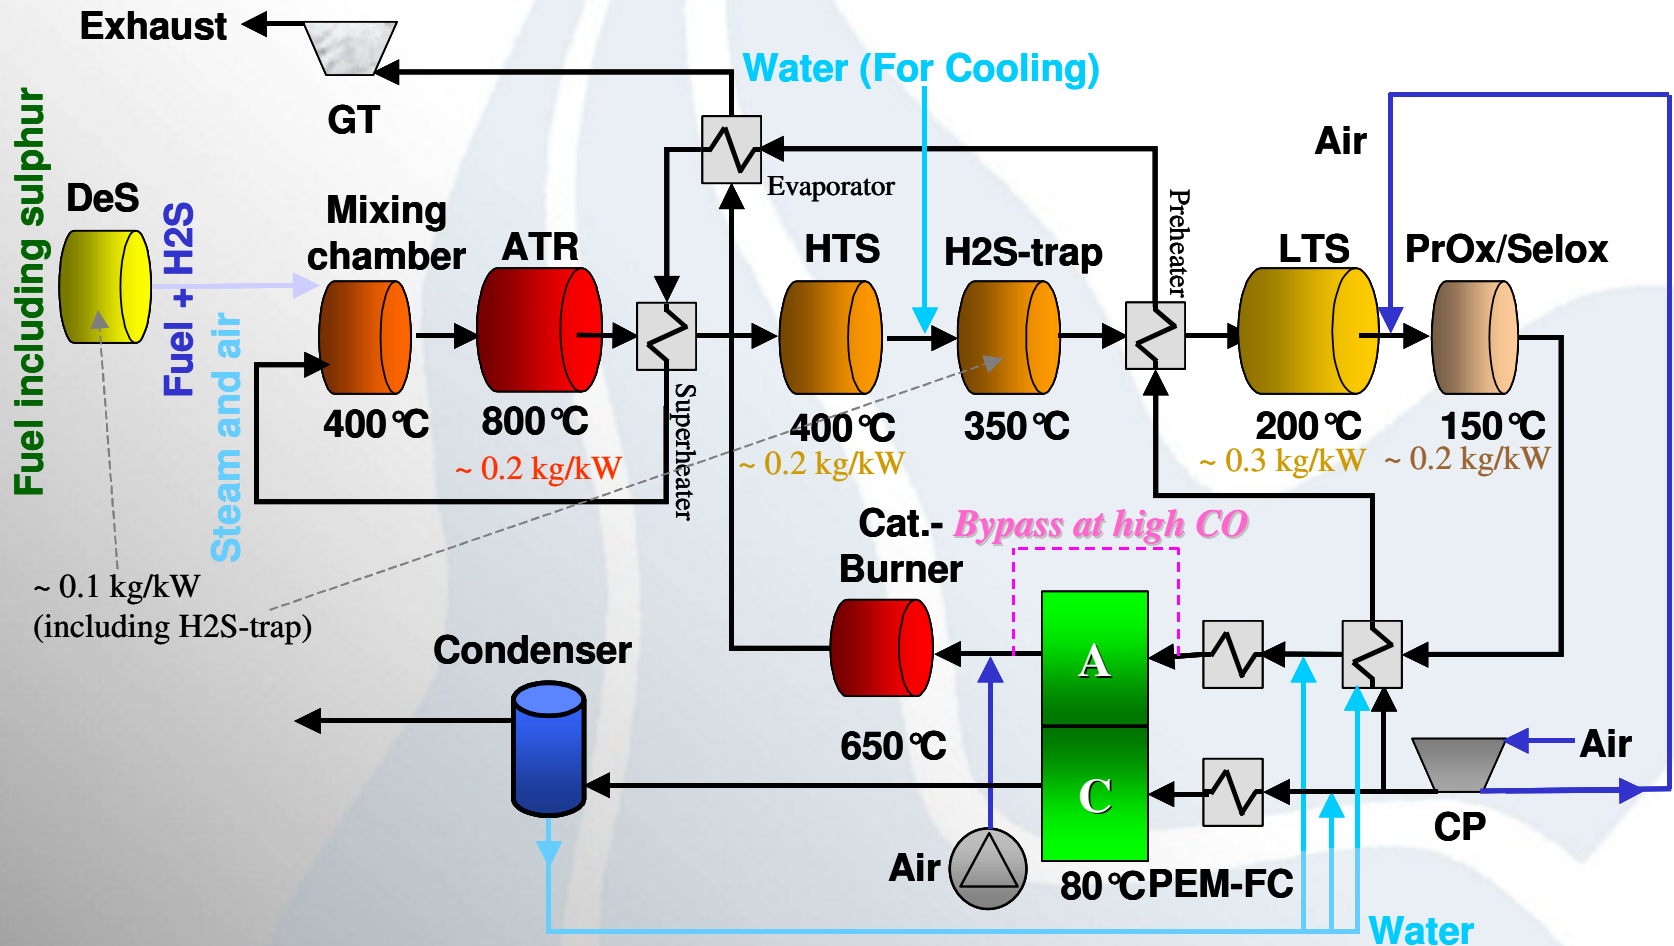 Exhaust
GT
Water (For Cooling)
Air
Fuel including sulphur
DeS
Fuel + H2S
Steam and air
Mixing
chamber
ATR
Evaporator
HTS
H2S-trap
Preheater
LTS
PrOx/Selox
400°C
800°C
Superheater
400°C
350°C
200°C
150°C
~ 0.2 kg/kW
~ 0.2 kg/kW
~ 0.3 kg/kW
~ 0.2 kg/kW
Cat.- Bypass at high CO
Burner
~ 0.1 kg/kW
(including H2S-trap)
Condenser
A
650°C
C
Air
CP
Air
80°C PEM-FC
Water